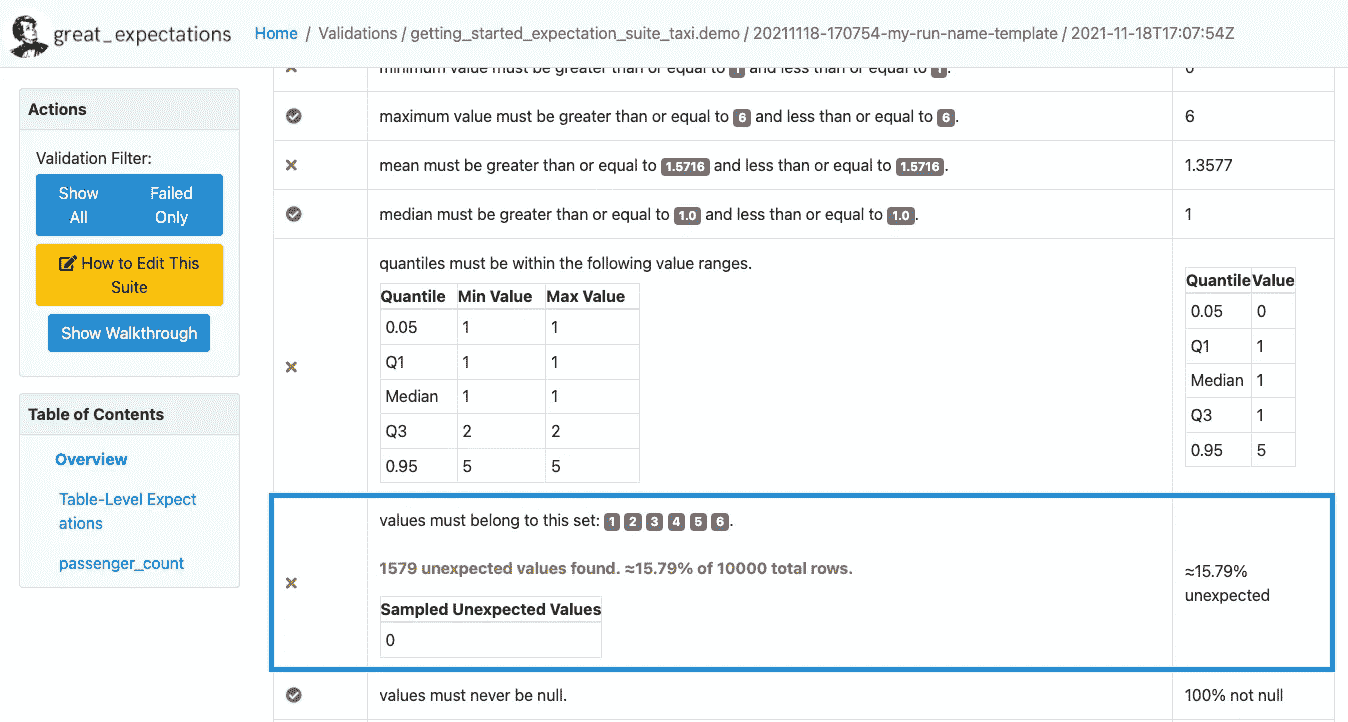 great_expectations
Home / Validations / getting_started_expectation_suite_taxi.demo / 20211118-170754-my-run-name-template / 2021-11-18T17:07:54Z
minimum value must be greater than or equal to 1 and less than or equal to 1. 0
Actions
maximum value must be greater than or equal to 6 and less than or equal to 6. 6
Validation Filter:
Show All
Failed Only
How to Edit This Suite
Show Walkthrough
mean must be greater than or equal to 1.5716 and less than or equal to 1.5716. 1.3577
median must be greater than or equal to 1.0 and less than or equal to 1.0. 1
quantiles must be within the following value ranges.
Quantile Min Value Max Value
0.05 1 1
Q1 1 1
Median 1 1
Q3 2 2
0.95 5 5
Quantile Value
0.05 0
Q1 1
Median 1
Q3 1
0.95 5
Table of Contents
Overview
Table-Level Expect
ations
passenger_count
values must belong to this set: 1 2 3 4 5 6.
1579 unexpected values found. ≈15.79% of 10000 total rows.
Sampled Unexpected Values
0
≈15.79%
unexpected
values must never be null. 100% not null